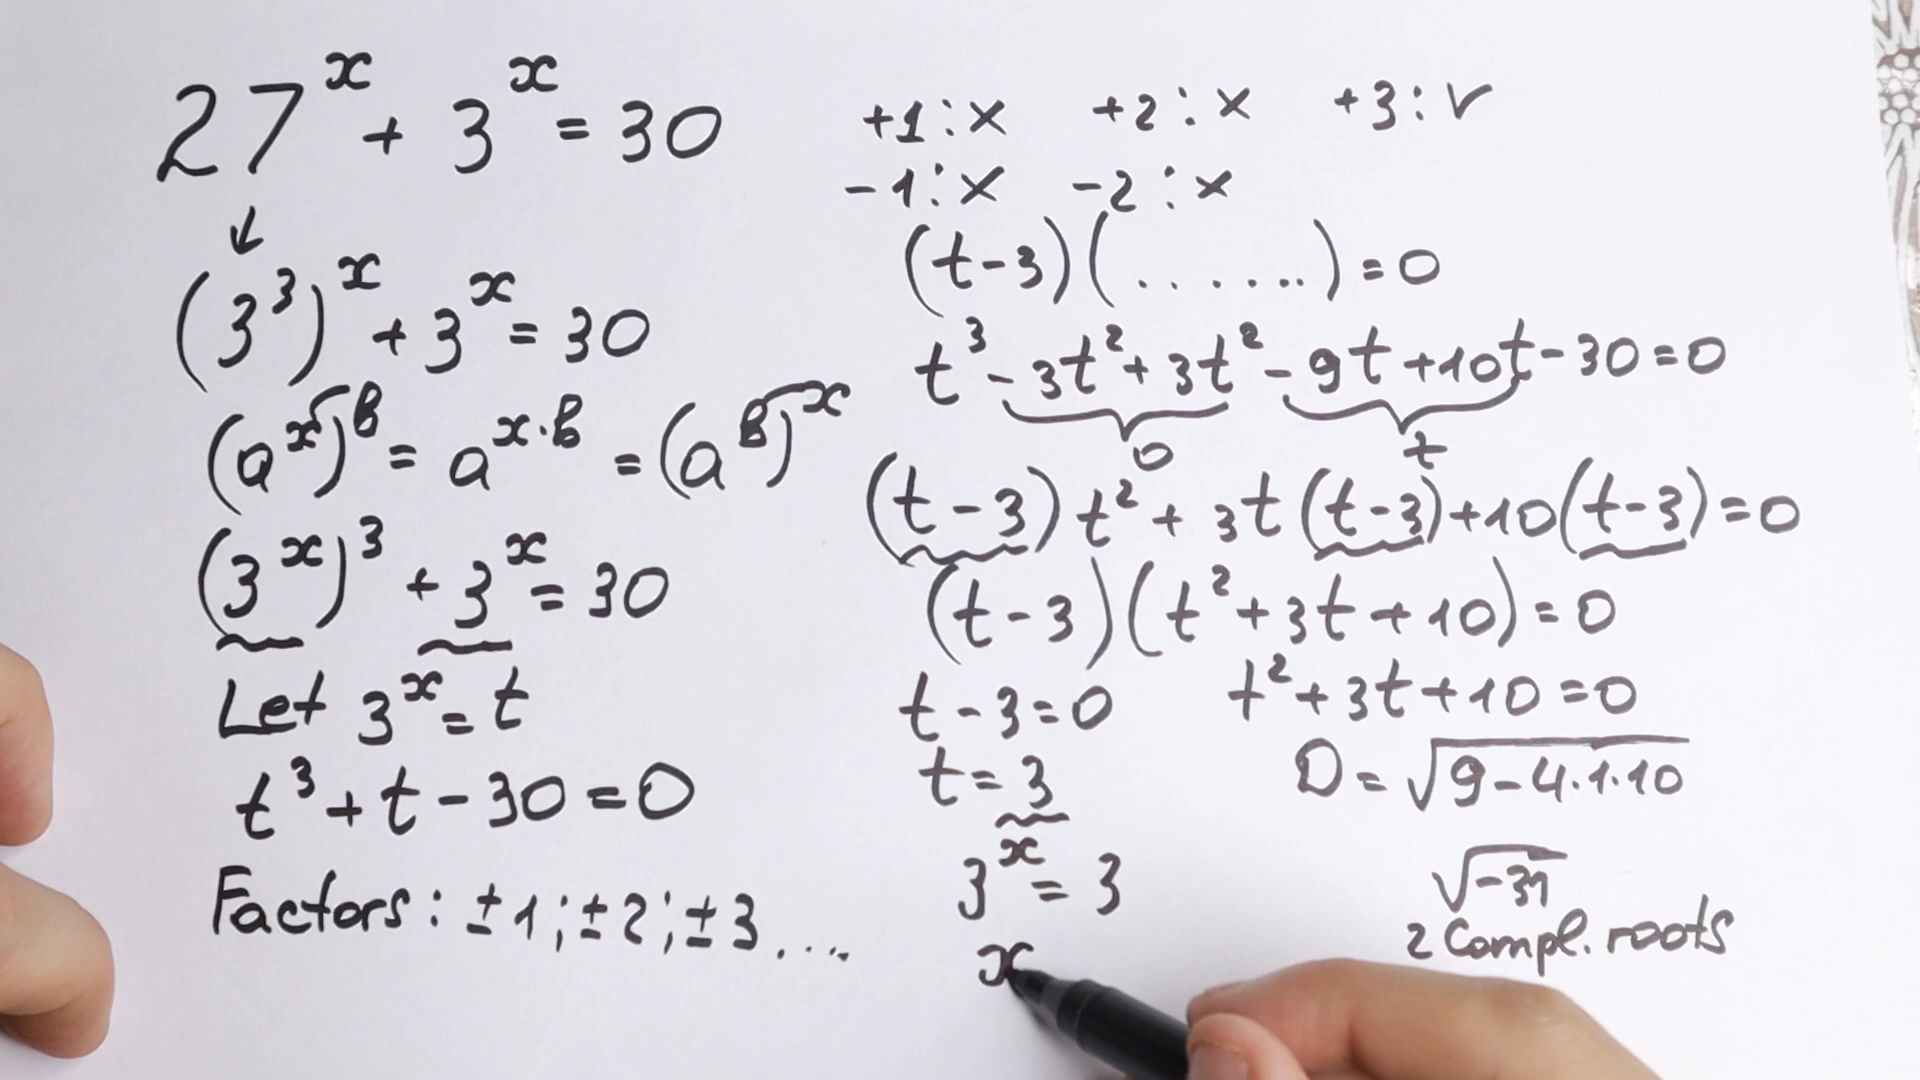 27^x + 3^x = 30
↓
(3^3)^x + 3^x = 30
(a^x)^b = a^(x·b) = (a^b)^x
(3^x)^3 + 3^x = 30
Let 3^x = t
t^3 + t - 30 = 0
Factors: ±1; ±2; ±3....
+1:x +2:x +3:v
-1:x -2:x
(t-3)(.......)=0
t^3 - 3t^2 + 3t^2 - 9t + 10t - 30 = 0
0 t
(t-3)t^2 + 3t(t-3) + 10(t-3) = 0
(t-3)(t^2 + 3t + 10) = 0
t - 3 = 0 t^2 + 3t + 10 = 0
t = 3 D = √(9-4·1·10)
3^x = 3 √-31
x 2 Compl. roots